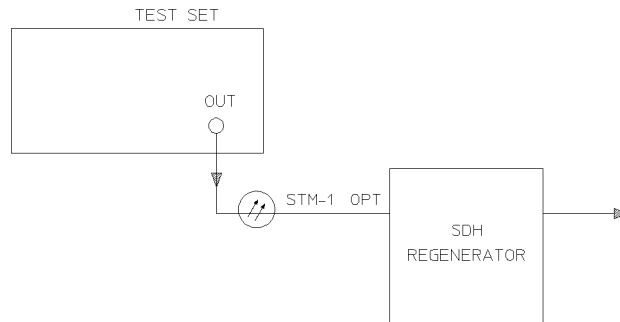 TEST SET
OUT
STM-1 OPT
SDH
REGENERATOR